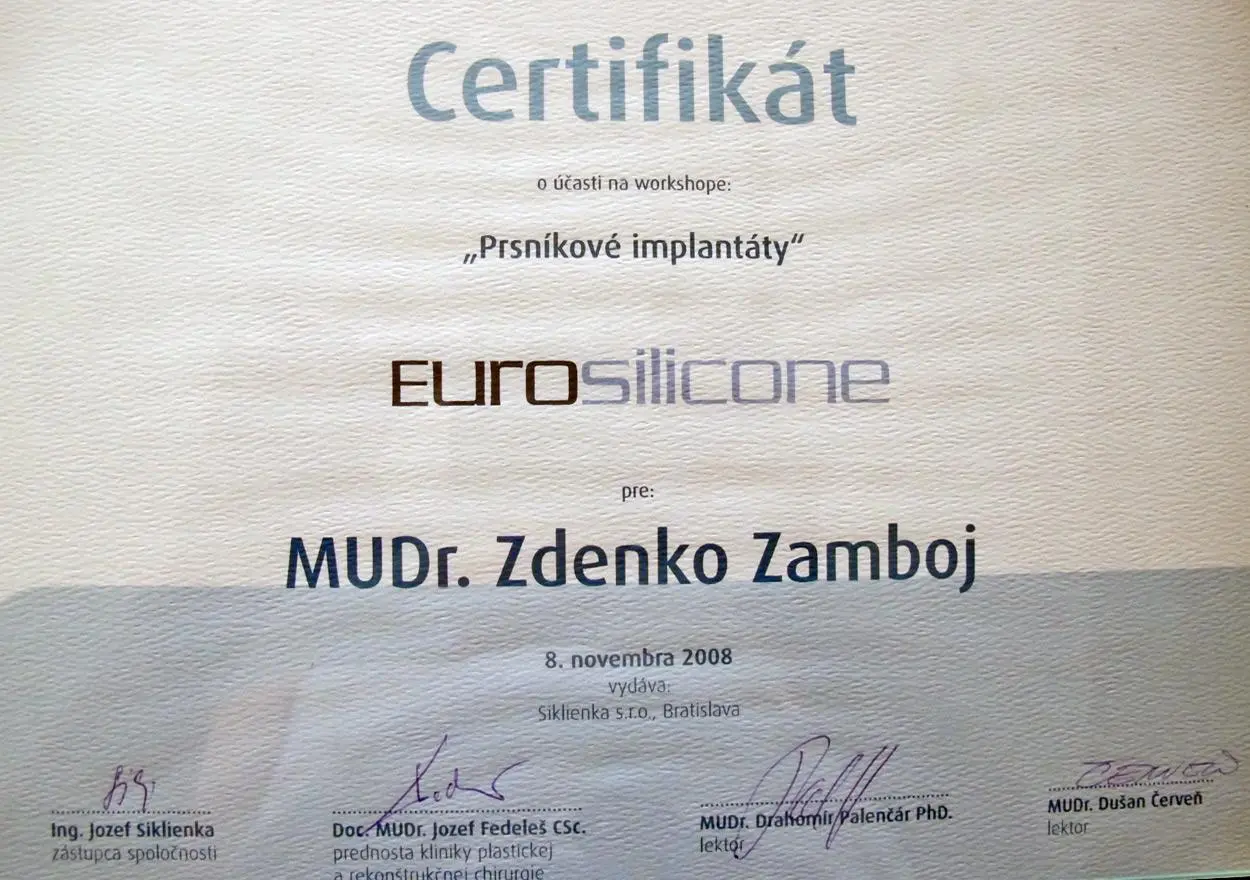 Certifikát
o účasti na workshope:
„Prsníkové implantáty“
Eurosilicone
pre:
MUDr. Zdenko Zamboj
8. novembra 2008
vydáva:
Siklienka s.r.o., Bratislava
Ing. Jozef Siklienka
zástupca spoločnosti
Doc. MUDr. Jozef Fedeleš CSc.
prednosta kliniky plastickej
a rekonštrukčnej chirurgie
MUDr. Drahomír Palenčár PhD.
lektor
MUDr. Dušan Červeň
lektor